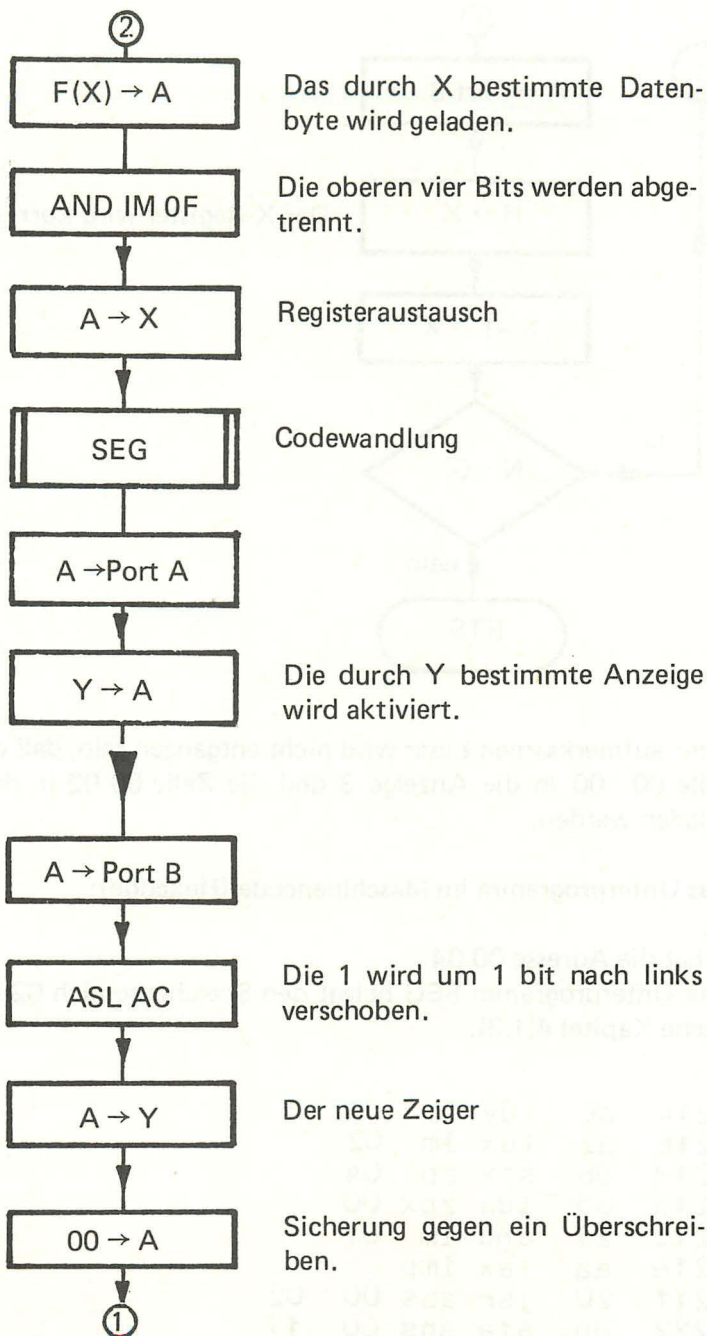 2.
F(X) → A
Das durch X bestimmte Daten-
byte wird geladen.
AND IM 0F
Die oberen vier Bits werden abge-
trennt.
A → X
Registeraustausch
SEG
Codewandlung
A →Port A
Y → A
Die durch Y bestimmte Anzeige
wird aktiviert.
A → Port B
ASL AC
Die 1 wird um 1 bit nach links
verschoben.
A → Y
Der neue Zeiger
00 → A
Sicherung gegen ein Überschrei-
ben.
1